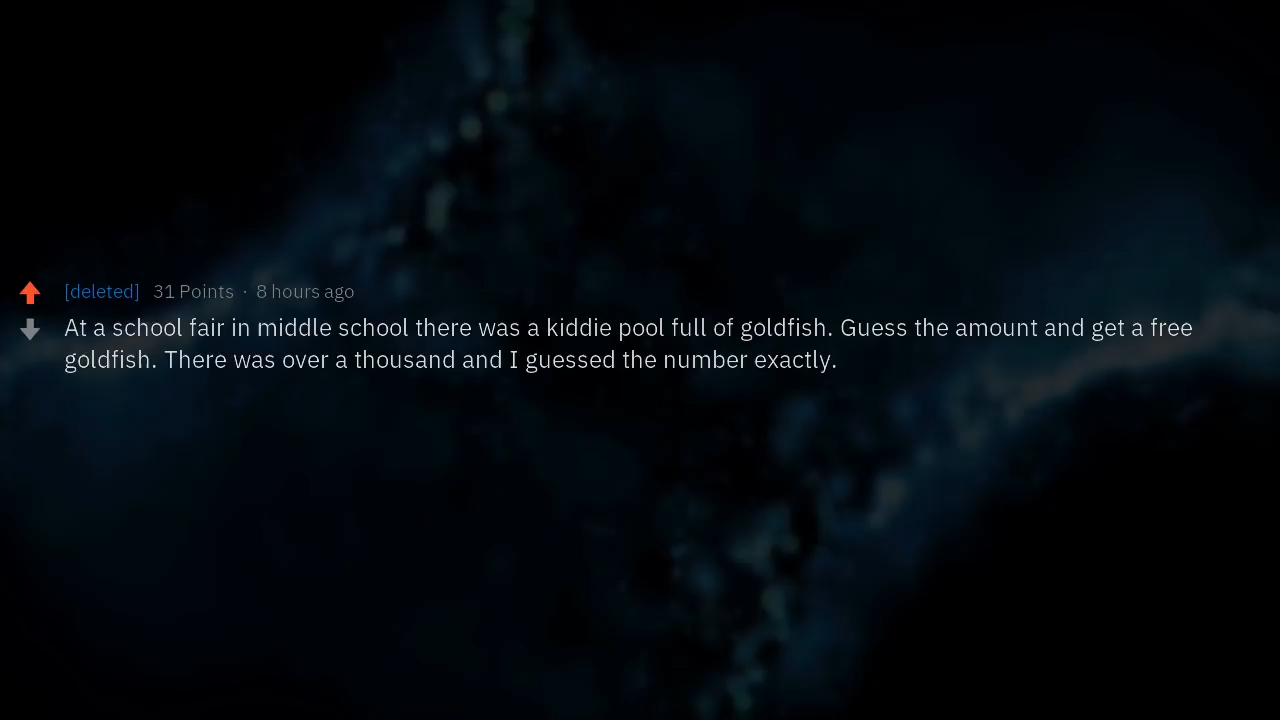 [deleted] 31 Points · 8 hours ago
At a school fair in middle school there was a kiddie pool full of goldfish. Guess the amount and get a free
goldfish. There was over a thousand and I guessed the number exactly.